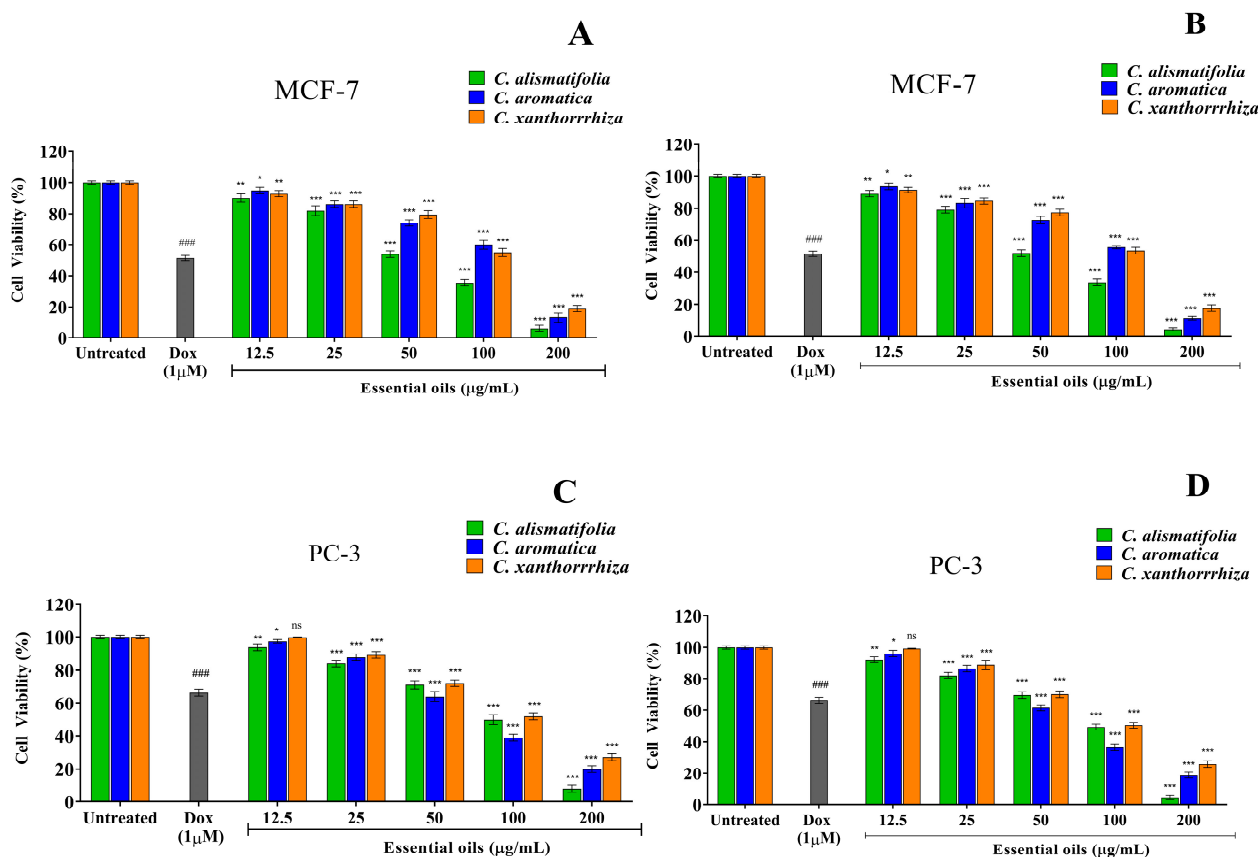 A
MCF-7
C. alismatifolia
C. aromatica
C. xanthorrrhiza
Cell Viability (%)
120
100
80
60
40
20
0
###
** * **
*** *** ***
*** *** ***
*** *** ***
*** *** ***
Untreated Dox (1µM) 12.5 25 50 100 200
Essential oils (µg/mL)
B
MCF-7
C. alismatifolia
C. aromatica
C. xanthorrrhiza
Cell Viability (%)
120
100
80
60
40
20
0
###
** * **
*** *** ***
*** *** ***
*** *** ***
*** *** ***
Untreated Dox (1µM) 12.5 25 50 100 200
Essential oils (µg/mL)
C
PC-3
C. alismatifolia
C. aromatica
C. xanthorrrhiza
Cell Viability (%)
120
100
80
60
40
20
0
###
** * ns
*** *** ***
*** *** ***
*** *** ***
*** *** ***
Untreated Dox (1µM) 12.5 25 50 100 200
Essential oils (µg/mL)
D
PC-3
C. alismatifolia
C. aromatica
C. xanthorrrhiza
Cell Viability (%)
120
100
80
60
40
20
0
###
** * ns
*** *** ***
*** *** ***
*** *** ***
*** *** ***
Untreated Dox (1µM) 12.5 25 50 100 200
Essential oils (µg/mL)